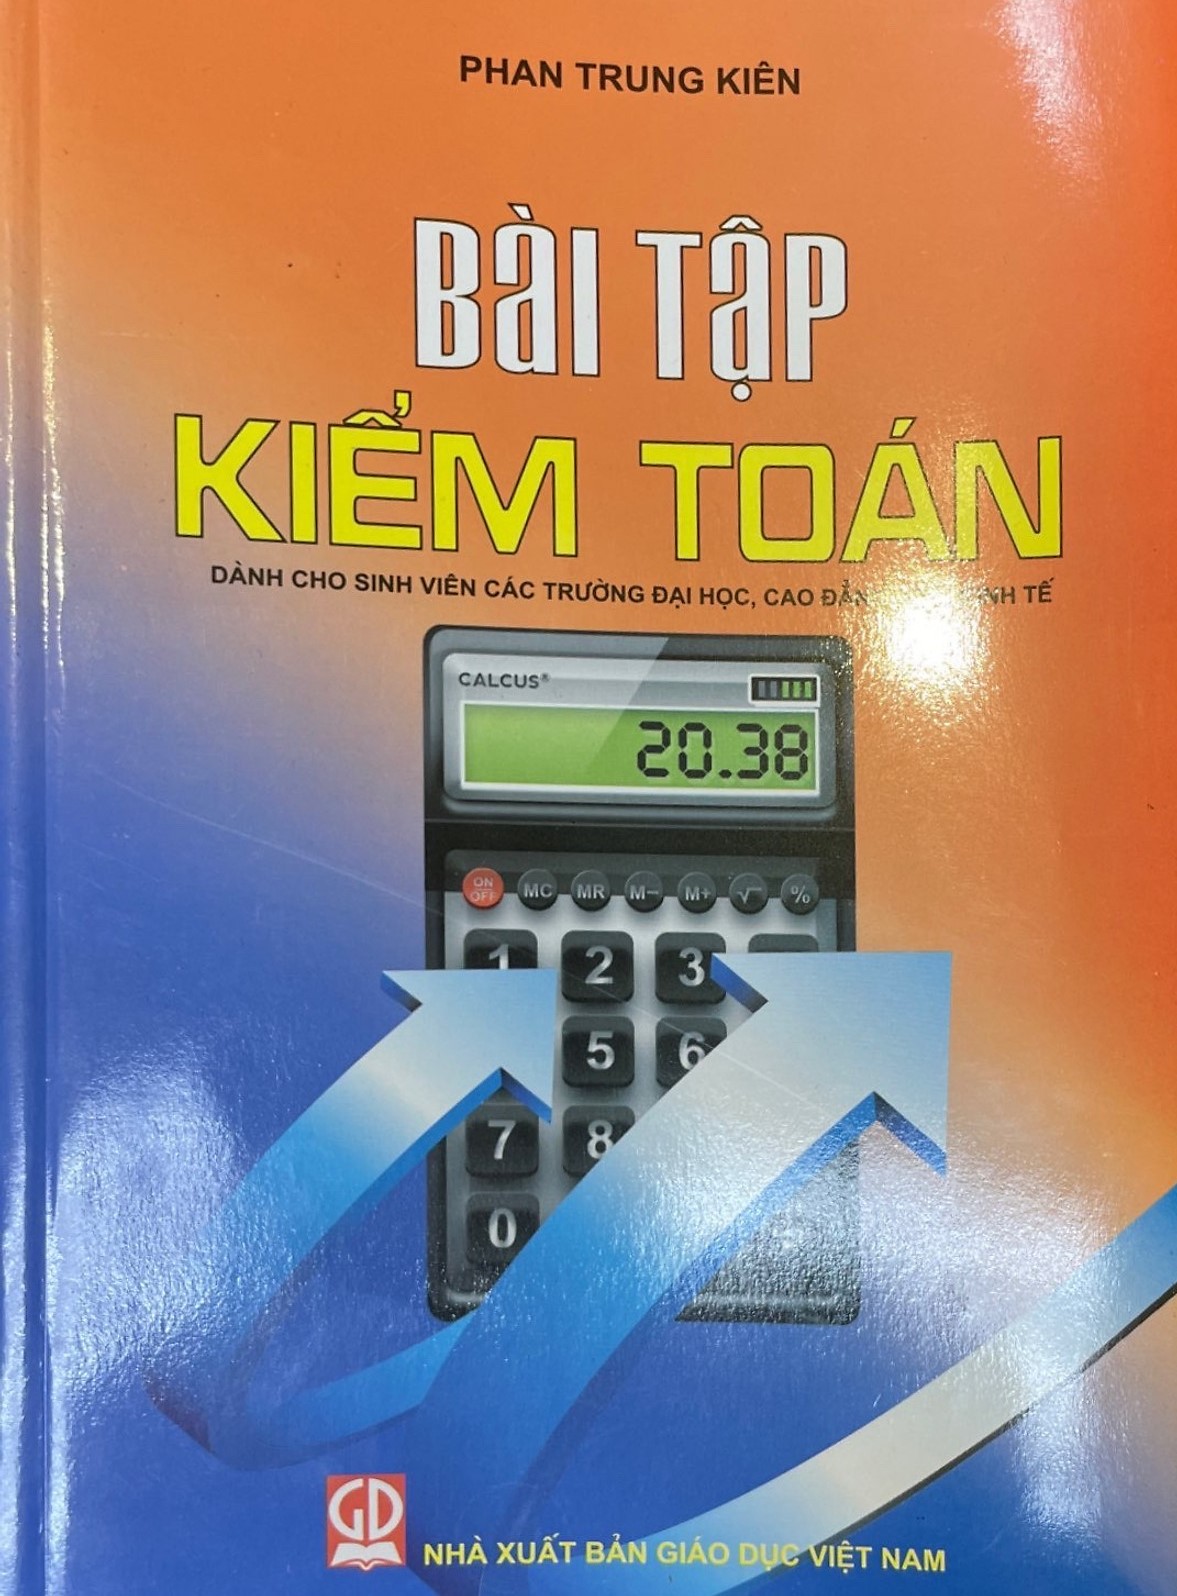 PHAN TRUNG KIÊN
BÀI TẬP
KIỂM TOÁN
DÀNH CHO SINH VIÊN CÁC TRƯỜNG ĐẠI HỌC, CAO TẾ
CALCUS®
20.38
ON OFF MC MR M− M+ √ %
1 2 3
5 6
7 8
0
GD
NHÀ XUẤT BẢN GIÁO DỤC VIỆT NAM